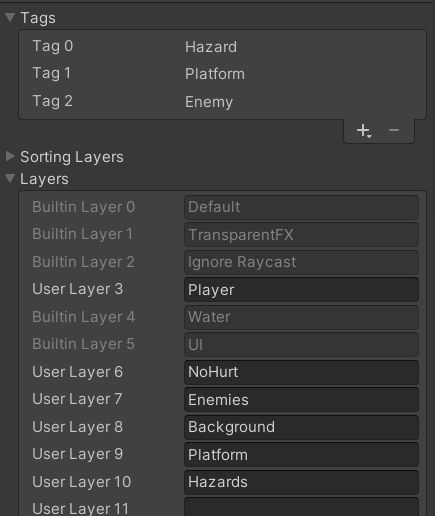 Tags
Tag 0 Hazard
Tag 1 Platform
Tag 2 Enemy
Sorting Layers
Layers
Builtin Layer 0 Default
Builtin Layer 1 TransparentFX
Builtin Layer 2 Ignore Raycast
User Layer 3 Player
Builtin Layer 4 Water
Builtin Layer 5 UI
User Layer 6 NoHurt
User Layer 7 Enemies
User Layer 8 Background
User Layer 9 Platform
User Layer 10 Hazards
User Layer 11